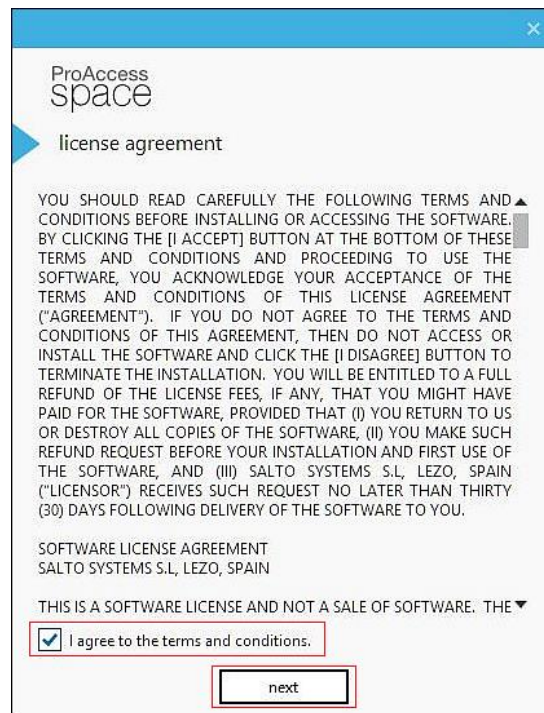 ProAccess
space
license agreement
YOU SHOULD READ CAREFULLY THE FOLLOWING TERMS AND
CONDITIONS BEFORE INSTALLING OR ACCESSING THE SOFTWARE.
BY CLICKING THE [I ACCEPT] BUTTON AT THE BOTTOM OF THESE
TERMS AND CONDITIONS AND PROCEEDING TO USE THE
SOFTWARE, YOU ACKNOWLEDGE YOUR ACCEPTANCE OF THE
TERMS AND CONDITIONS OF THIS LICENSE AGREEMENT
("AGREEMENT"). IF YOU DO NOT AGREE TO THE TERMS AND
CONDITIONS OF THIS AGREEMENT, THEN DO NOT ACCESS OR
INSTALL THE SOFTWARE AND CLICK THE [I DISAGREE] BUTTON TO
TERMINATE THE INSTALLATION. YOU WILL BE ENTITLED TO A FULL
REFUND OF THE LICENSE FEES, IF ANY, THAT YOU MIGHT HAVE
PAID FOR THE SOFTWARE, PROVIDED THAT (I) YOU RETURN TO US
OR DESTROY ALL COPIES OF THE SOFTWARE, (II) YOU MAKE SUCH
REFUND REQUEST BEFORE YOUR INSTALLATION AND FIRST USE OF
THE SOFTWARE, AND (III) SALTO SYSTEMS S.L, LEZO, SPAIN
("LICENSOR") RECEIVES SUCH REQUEST NO LATER THAN THIRTY
(30) DAYS FOLLOWING DELIVERY OF THE SOFTWARE TO YOU.
SOFTWARE LICENSE AGREEMENT
SALTO SYSTEMS S.L, LEZO, SPAIN
THIS IS A SOFTWARE LICENSE AND NOT A SALE OF SOFTWARE. THE
I agree to the terms and conditions.
next